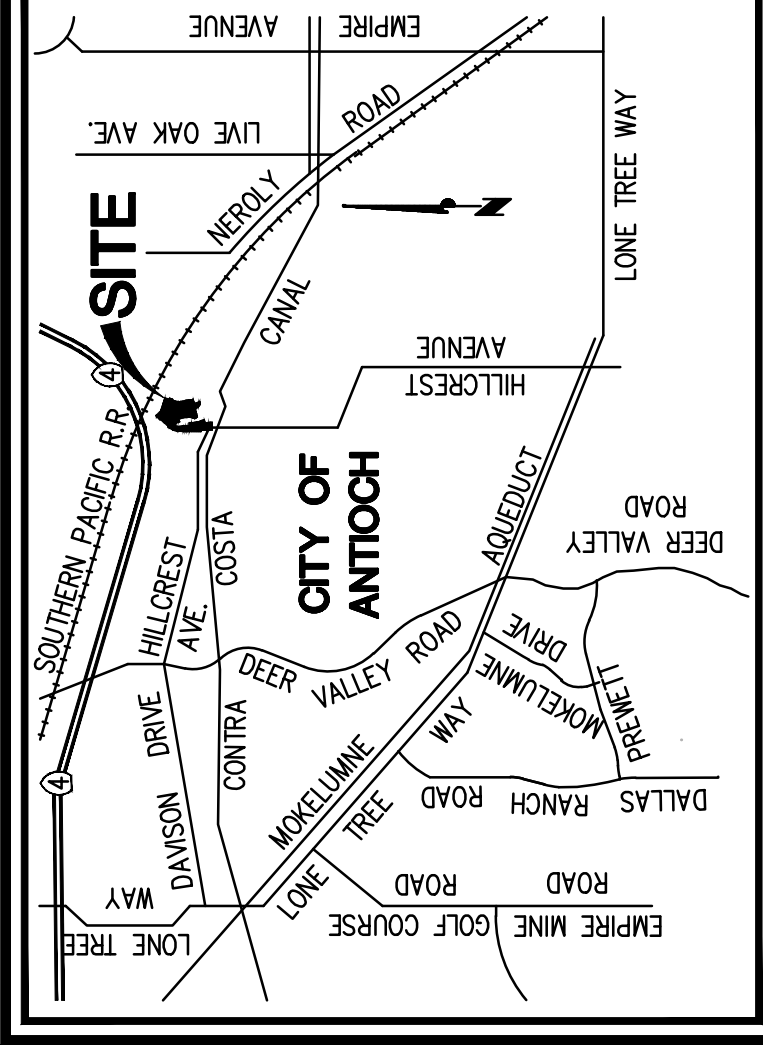 EMPIRE
AVENUE
LIVE OAK AVE.
NEROLY
ROAD
LONE TREE WAY
SITE
N
CANAL
HILLCREST
AVENUE
4
SOUTHERN PACIFIC R.R.
CITY OF
ANTIOCH
AQUEDUCT
DEER VALLEY
ROAD
HILLCREST
AVE.
COSTA
DEER
VALLEY
ROAD
MOKELUMNE
DRIVE
PREWETT
DAVISON
DRIVE
CONTRA
MOKELUMNE
LONE
TREE
WAY
DALLAS
RANCH
ROAD
4
LONE TREE
WAY
GOLF COURSE
ROAD
EMPIRE MINE
ROAD